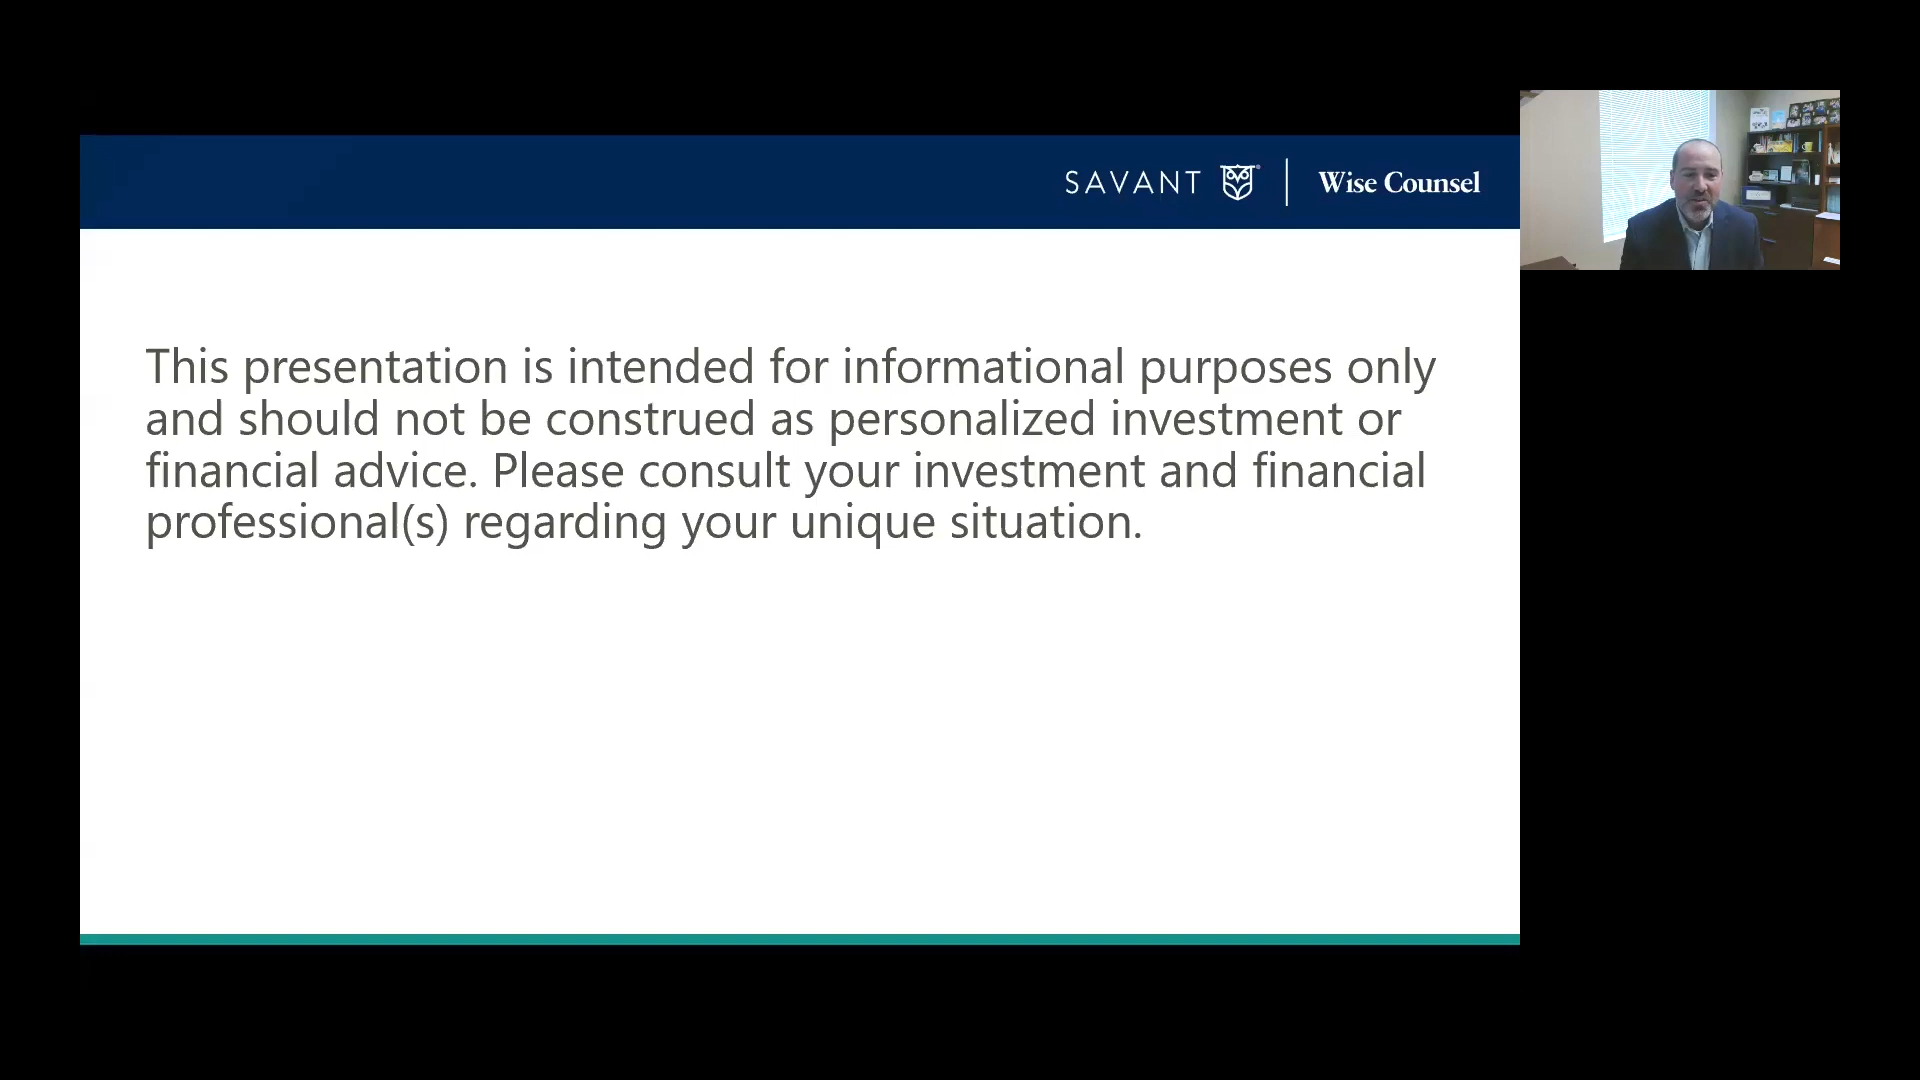 SAVANT Wise Counsel
This presentation is intended for informational purposes only
and should not be construed as personalized investment or
financial advice. Please consult your investment and financial
professional(s) regarding your unique situation.